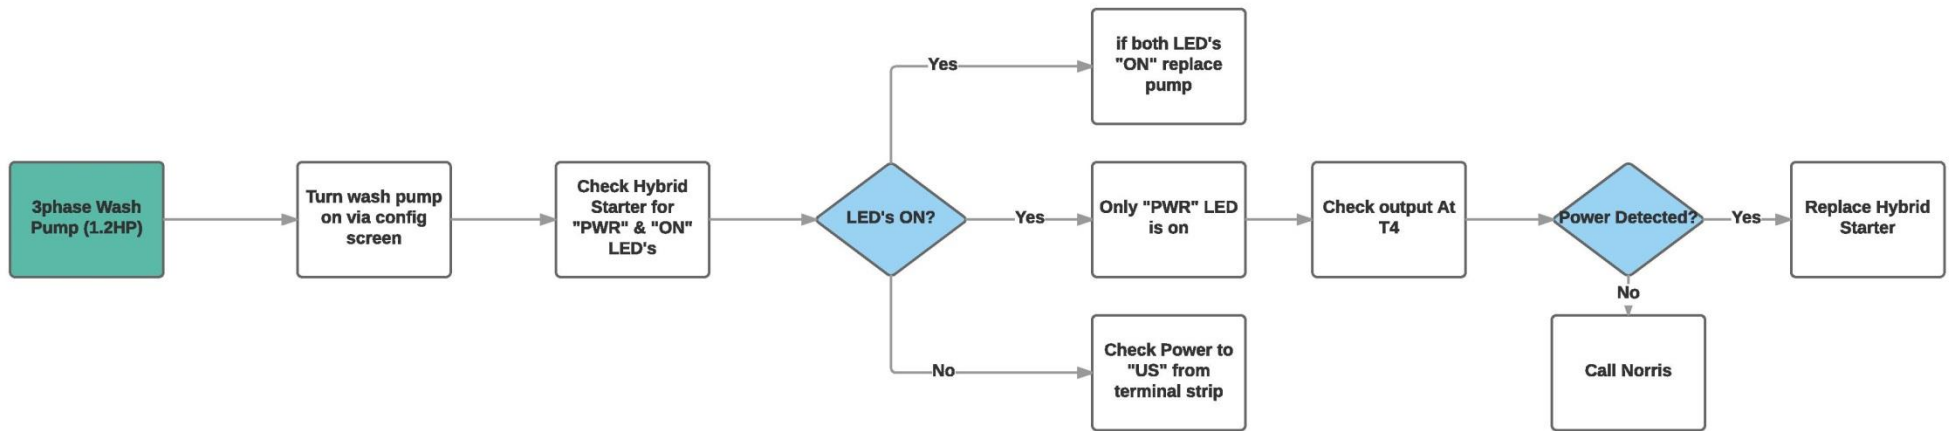 3phase Wash
Pump (1.2HP)
Turn wash pump
on via config
screen
Check Hybrid
Starter for
"PWR" & "ON"
LED's
LED's ON?
Yes
if both LED's
"ON" replace
pump
Yes
Only "PWR" LED
is on
Check output At
T4
Power Detected?
Yes
Replace Hybrid
Starter
No
Call Norris
No
Check Power to
"US" from
terminal strip